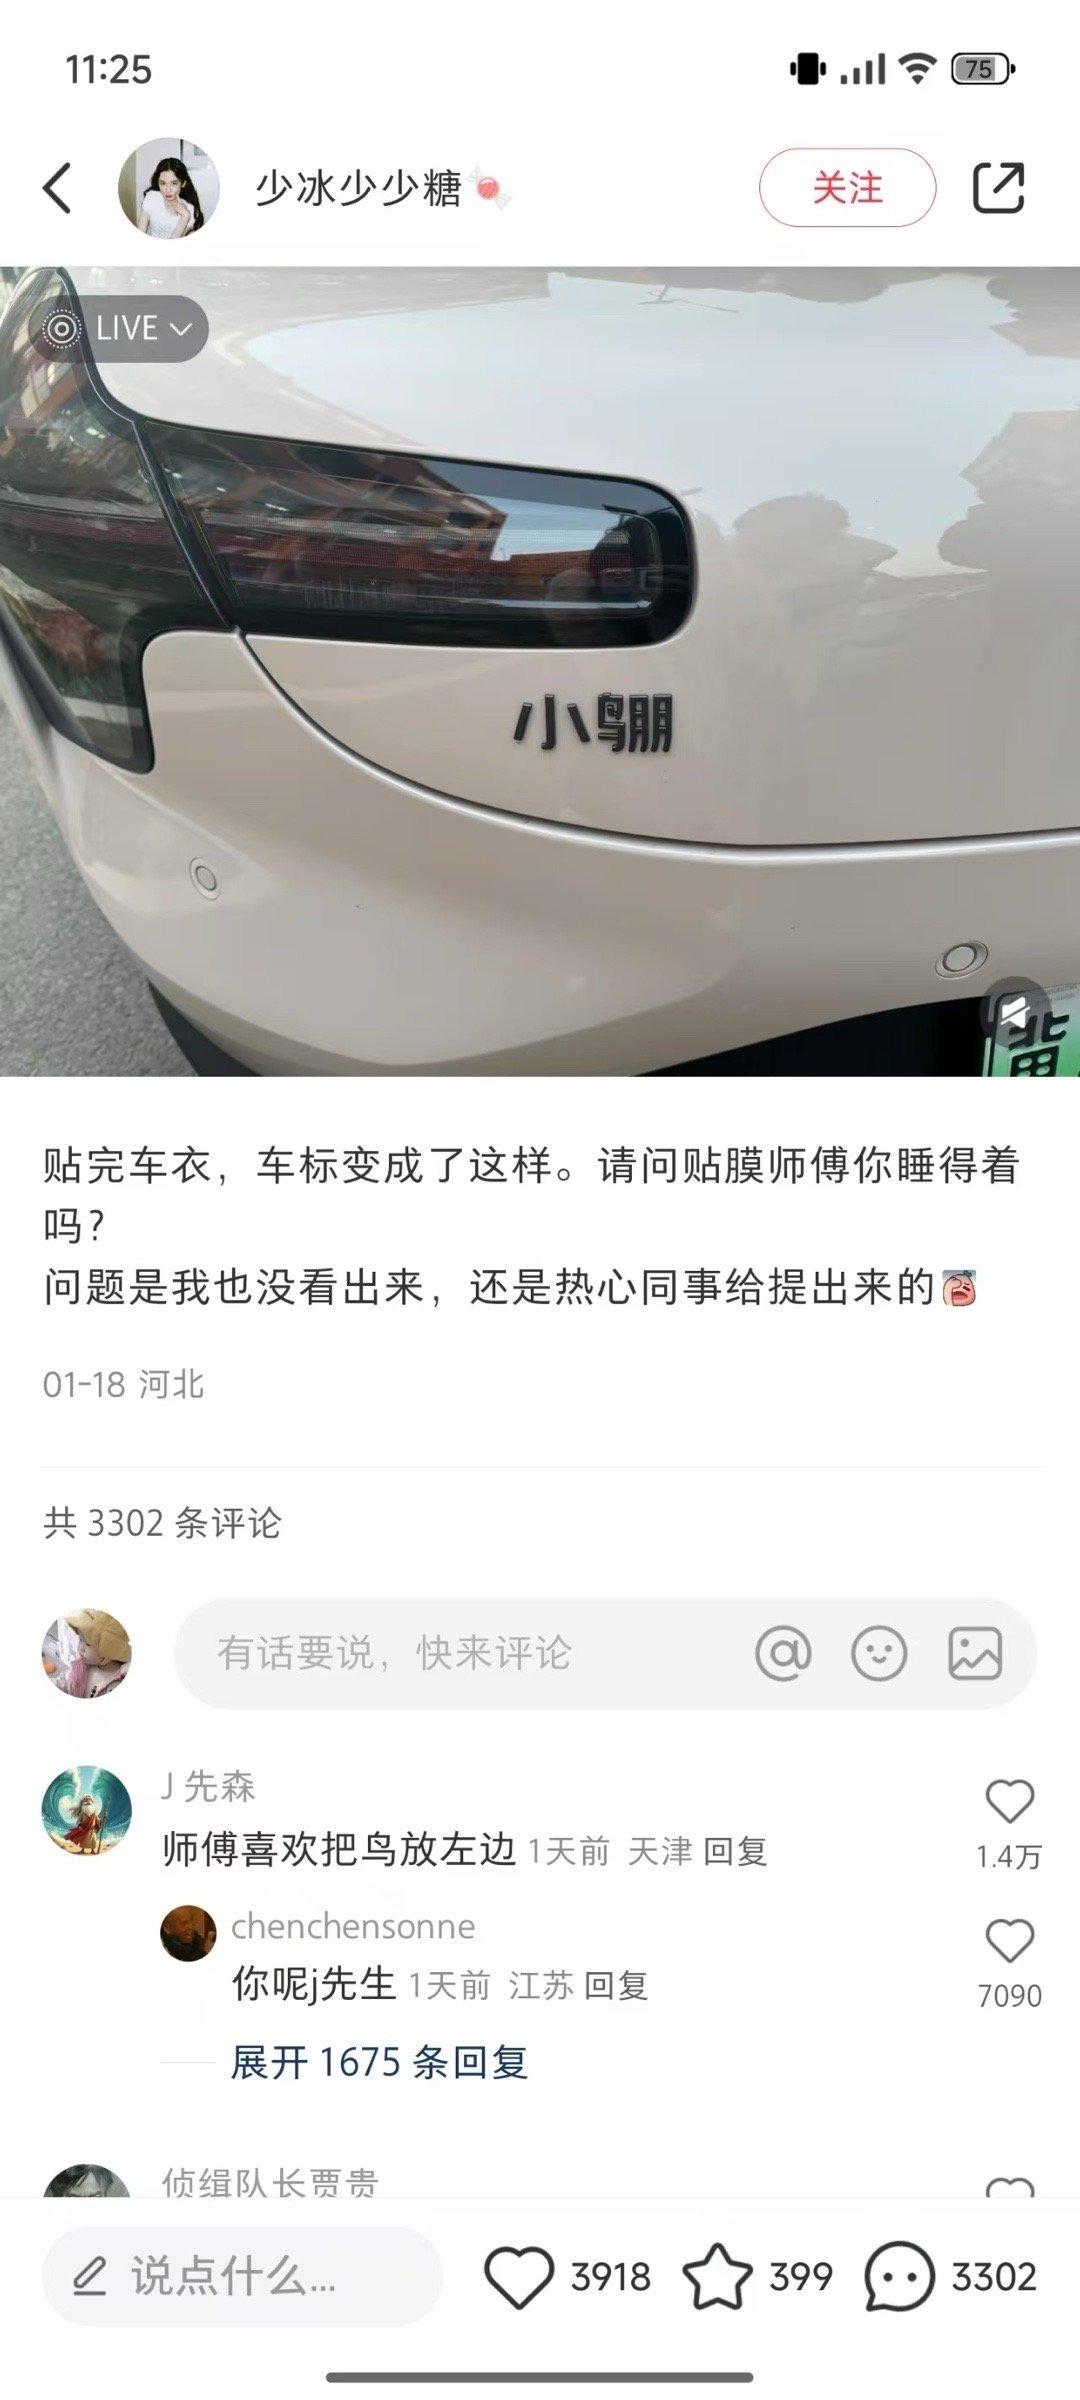 11:25
75
少冰少少糖
关注
LIVE
小
贴完车衣，车标变成了这样。请问贴膜师傅你睡得着
吗？
问题是我也没看出来，还是热心同事给提出来的
01-18 河北
共 3302 条评论
有话要说，快来评论
J 先森
师傅喜欢把鸟放左边 1天前 天津 回复
1.4万
chenchensonne
你呢j先生 1天前 江苏 回复
7090
展开 1675 条回复
侦缉队长贾贵
说点什么...
3918
399
3302